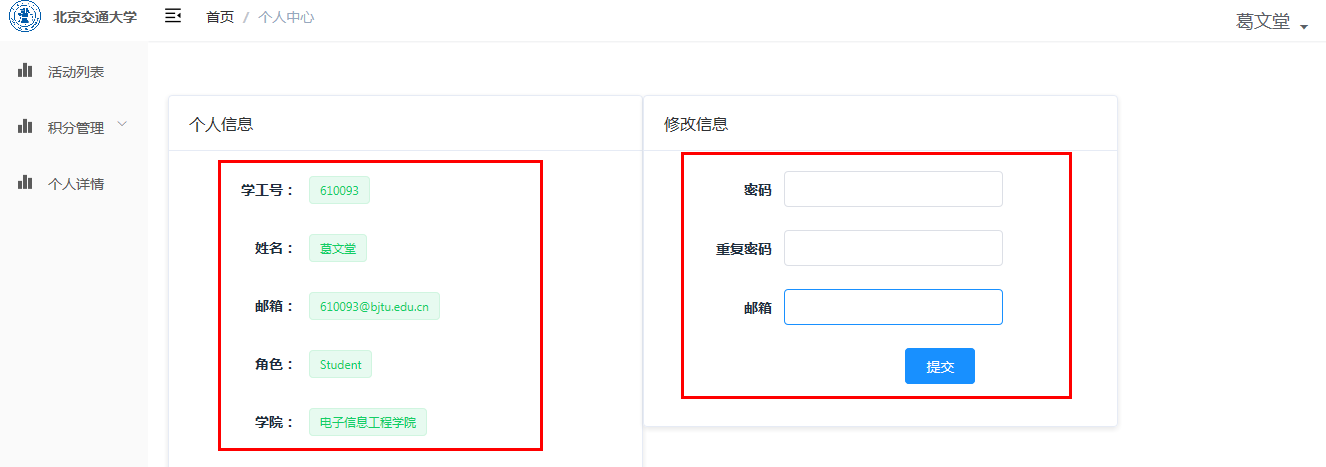 北京交通大学
首页 / 个人中心
葛文堂
活动列表
积分管理
个人详情
个人信息
学工号： 610093
姓名： 葛文堂
邮箱： 610093@bjtu.edu.cn
角色： Student
学院： 电子信息工程学院
修改信息
密码
重复密码
邮箱
提交